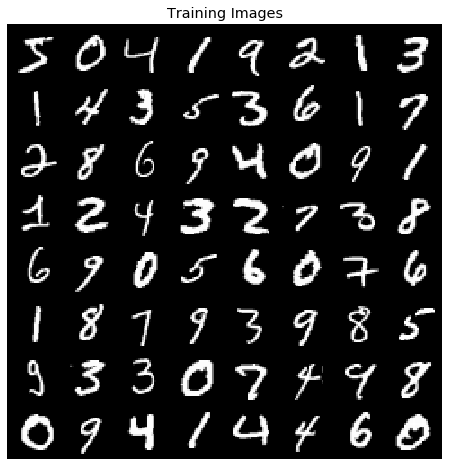 Training Images
5 0 4 1 9 2 1 3
1 4 3 5 3 6 1 7
2 8 6 9 4 0 9 1
1 2 4 3 2 7 3 8
6 9 0 5 6 0 7 6
1 8 7 9 3 9 8 5
9 3 3 0 7 4 9 8
0 9 4 1 4 4 6 0